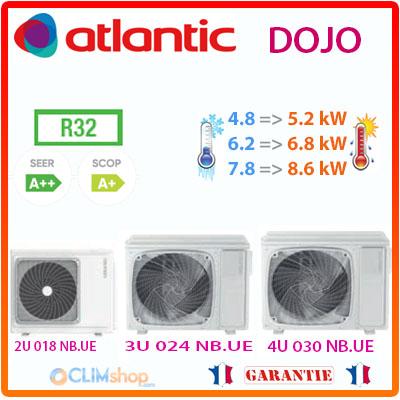 atlantic DOJO
R32
SEER SCOP
A++ A+
4.8 => 5.2 kW
6.2 => 6.8 kW
7.8 => 8.6 kW
2U 018 NB.UE 3U 024 NB.UE 4U 030 NB.UE
CLIMshop.com GARANTIE